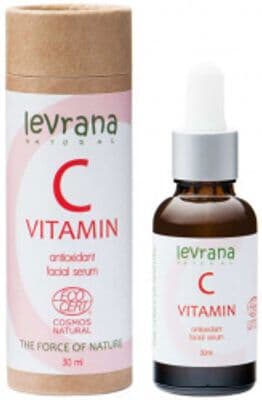 levrana
NATURAL
C
VITAMIN
antioxidant
facial serum
ECO
CERT
COSMOS
NATURAL
THE FORCE OF NATURE
30 ml
levrana
NATURAL
C
VITAMIN
antioxidant
facial serum
30ml